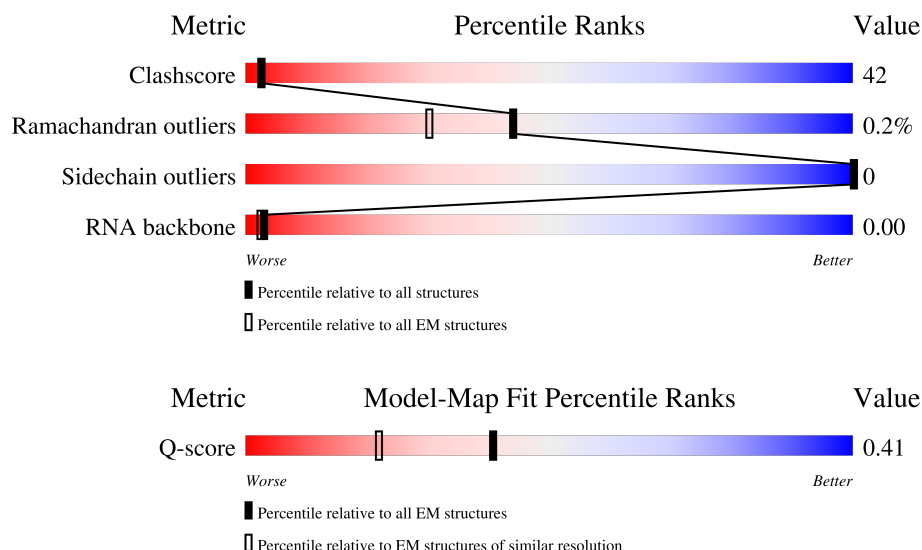 Metric Percentile Ranks Value
Clashscore 42
Ramachandran outliers 0.2%
Sidechain outliers 0
RNA backbone 0.00
Worse Better
Percentile relative to all structures
Percentile relative to all EM structures
Metric Model-Map Fit Percentile Ranks Value
Q-score 0.41
Worse Better
Percentile relative to all EM structures
Percentile relative to EM structures of similar resolution